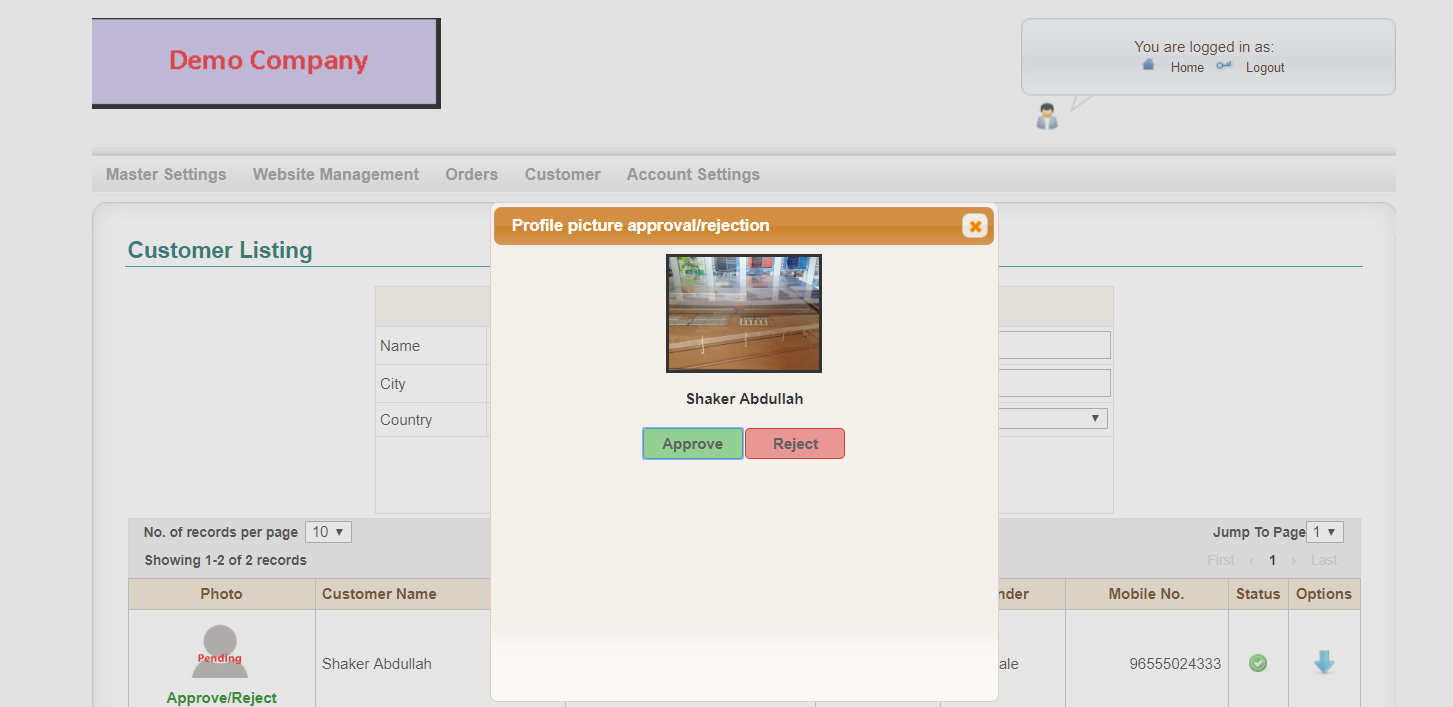 Demo Company
You are logged in as:
Home Logout
Master Settings Website Management Orders Customer Account Settings
Profile picture approval/rejection
Customer Listing
Name
City
Country
Shaker Abdullah
Approve Reject
No. of records per page 10 Jump To Page 1
Showing 1-2 of 2 records First ‹ 1 › Last
Photo Customer Name nder Mobile No. Status Options
Pending
Shaker Abdullah ale 96555024333
Approve/Reject